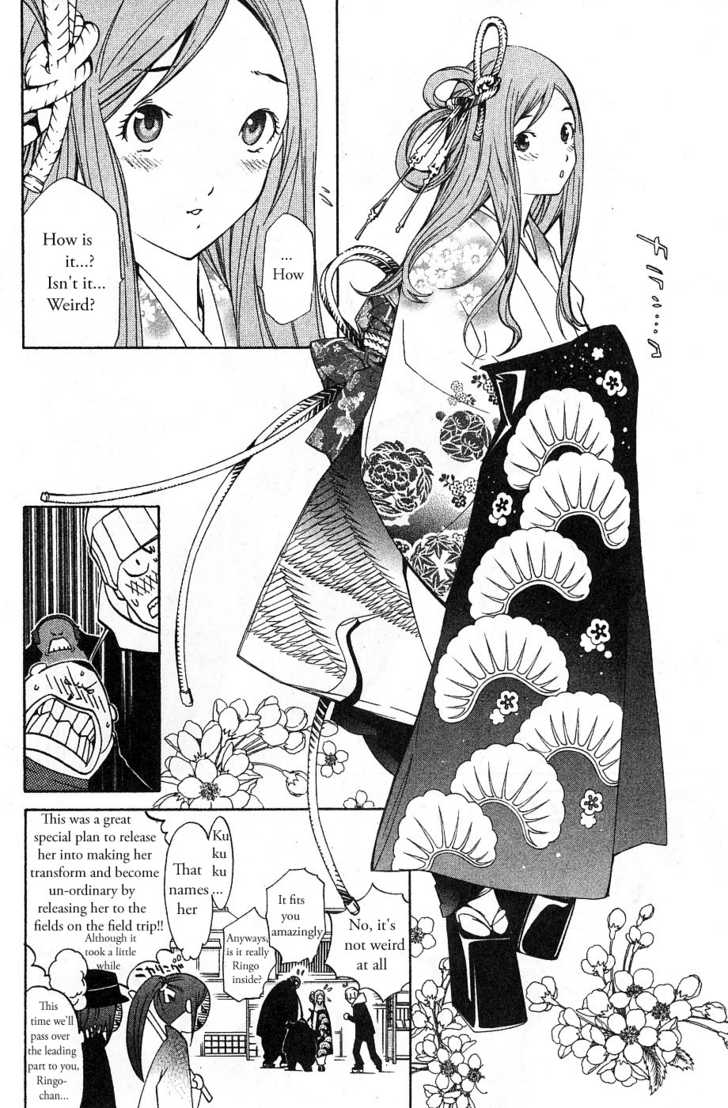 ...
How
How is
it...?
Isn't it...
Weird?
No, it's
not weird
at all
It fits
you
amazingly
Anyways,
is it really
Ringo
inside?
Ku
ku
ku
...
That
names
her
This was a great
special plan to release
her into making her
transform and become
un-ordinary by
releasing her to the
fields on the field trip!!
Although it
took a little
while
This
time we'll
pass over
the leading
part to you,
Ringo-
chan...